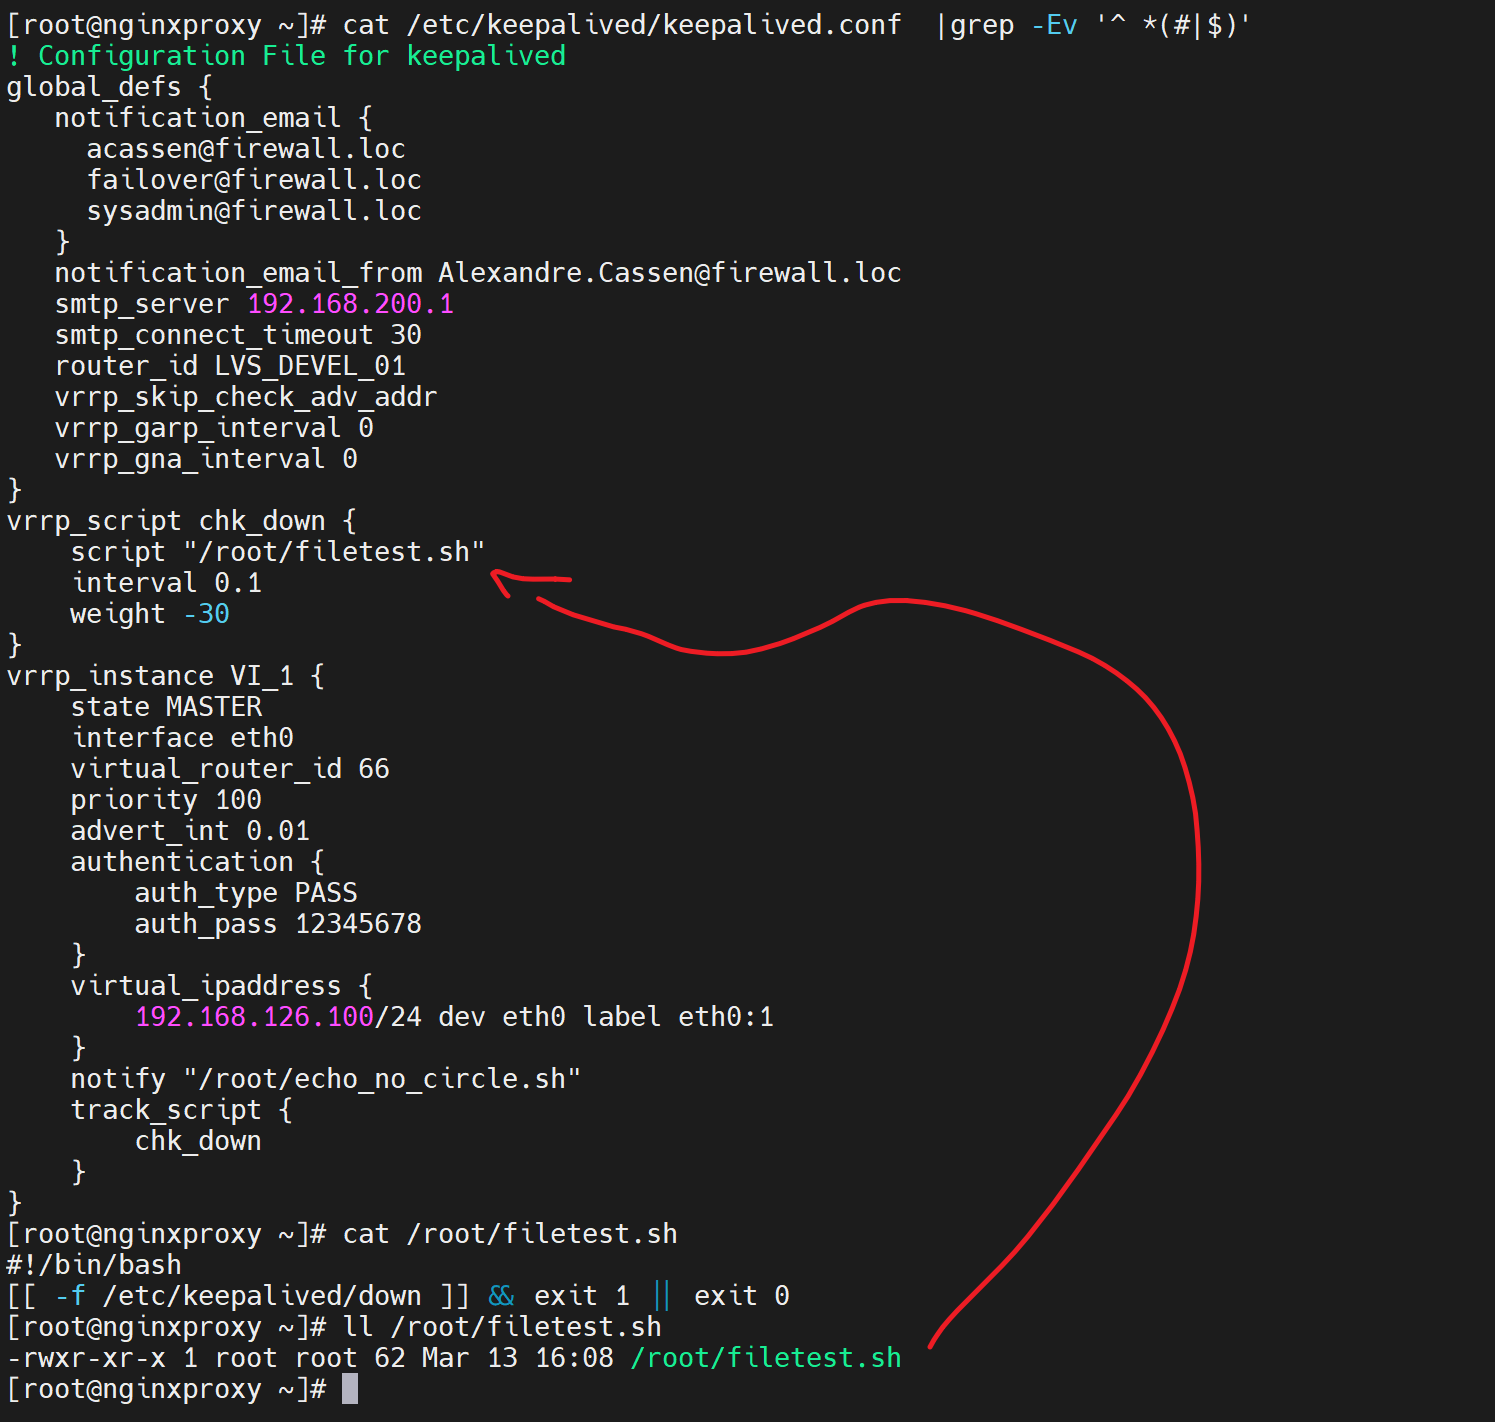 [root@nginxproxy ~]# cat /etc/keepalived/keepalived.conf  |grep -Ev '^ *(#|$)'
! Configuration File for keepalived
global_defs {
   notification_email {
     acassen@firewall.loc
     failover@firewall.loc
     sysadmin@firewall.loc
   }
   notification_email_from Alexandre.Cassen@firewall.loc
   smtp_server 192.168.200.1
   smtp_connect_timeout 30
   router_id LVS_DEVEL_01
   vrrp_skip_check_adv_addr
   vrrp_garp_interval 0
   vrrp_gna_interval 0
}
vrrp_script chk_down {
    script "/root/filetest.sh"
    interval 0.1
    weight -30
}
vrrp_instance VI_1 {
    state MASTER
    interface eth0
    virtual_router_id 66
    priority 100
    advert_int 0.01
    authentication {
        auth_type PASS
        auth_pass 12345678
    }
    virtual_ipaddress {
        192.168.126.100/24 dev eth0 label eth0:1
    }
    notify "/root/echo_no_circle.sh"
    track_script {
        chk_down
    }
}
[root@nginxproxy ~]# cat /root/filetest.sh
#!/bin/bash
[[ -f /etc/keepalived/down ]] && exit 1 || exit 0
[root@nginxproxy ~]# ll /root/filetest.sh
-rwxr-xr-x 1 root root 62 Mar 13 16:08 /root/filetest.sh
[root@nginxproxy ~]#